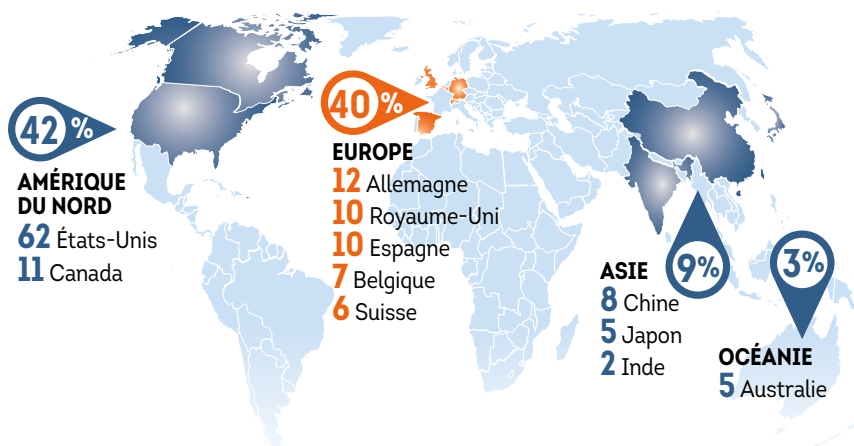 42 %
AMÉRIQUE
DU NORD
62 États-Unis
11 Canada
40 %
EUROPE
12 Allemagne
10 Royaume-Uni
10 Espagne
7 Belgique
6 Suisse
9%
ASIE
8 Chine
5 Japon
2 Inde
3%
OCÉANIE
5 Australie